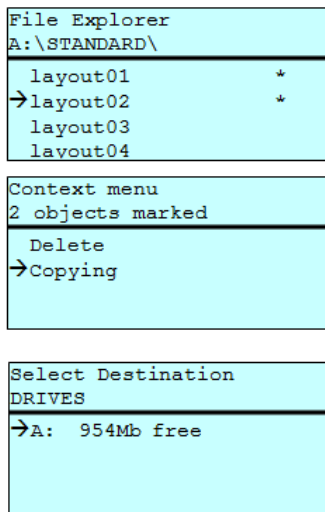 File Explorer
A:\STANDARD\
layout01 *
→layout02 *
layout03
layout04
Context menu
2 objects marked
Delete
→Copying
Select Destination
DRIVES
→A: 954Mb free